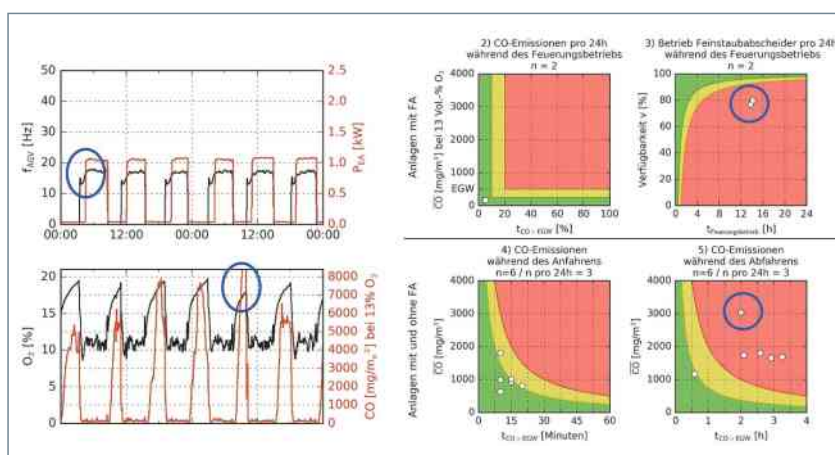 50
40
30
20
10
0
f_AGV [Hz]
2.5
2.0
1.5
1.0
0.5
0.0
P_EA [kW]
00:00 12:00 00:00 12:00 00:00 12:00 00:00
20
15
10
5
0
O₂ [%]
8000
7000
6000
5000
4000
3000
2000
1000
0
CO [mg/mₙ³] bei 13% O₂
2) CO-Emissionen pro 24h
während des Feuerungsbetriebs
n = 2
Anlagen mit FA
CO [mg/m³] bei 13 Vol.-% O₂
4000
3000
2000
1000
EGW
0
0 20 40 60 80 100
t_CO > EGW [%]
3) Betrieb Feinstaubabscheider pro 24h
während des Feuerungsbetriebs
n = 2
Verfügbarkeit v [%]
100
80
60
40
20
0
0 4 8 12 16 20 24
t_Feuerungsbetrieb [h]
4) CO-Emissionen
während des Anfahrens
n=6 / n pro 24h = 3
Anlagen mit und ohne FA
CO [mg/m³]
4000
3000
2000
1000
0
0 15 30 45 60
t_CO > EGW [Minuten]
5) CO-Emissionen
während des Abfahrens
n=6 / n pro 24h = 3
CO [mg/m³]
4000
3000
2000
1000
0
0 1 2 3 4
t_CO > EGW [h]